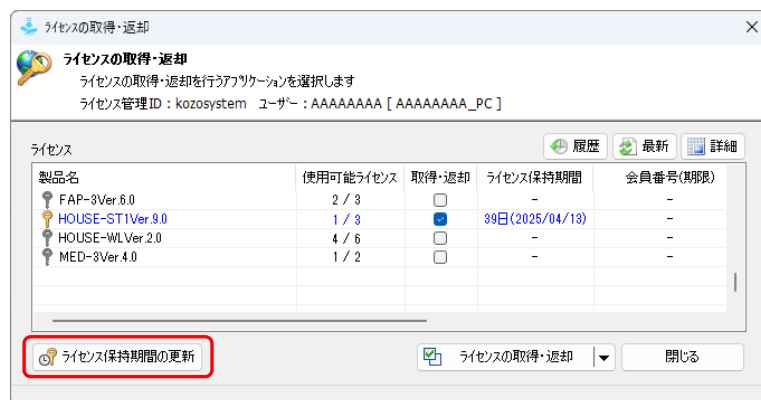 ライセンスの取得・返却
ライセンスの取得・返却
ライセンスの取得・返却を行うアプリケーションを選択します
ライセンス管理ID：kozosystem ユーザー：AAAAAAAA [ AAAAAAAA_PC ]
ライセンス 履歴 最新 詳細
製品名 使用可能ライセンス 取得・返却 ライセンス保持期間 会員番号(期限)
FAP-3Ver.6.0 2 / 3 - -
HOUSE-ST1Ver.9.0 1 / 3 39日(2025/04/13) -
HOUSE-WLVer.2.0 4 / 6 - -
MED-3Ver.4.0 1 / 2 - -
ライセンス保持期間の更新 ライセンスの取得・返却 閉じる